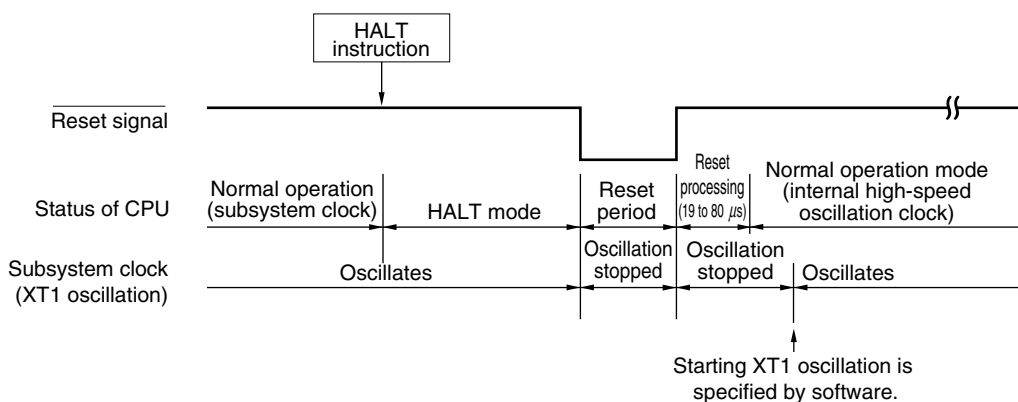 HALT
instruction
Reset signal
Status of CPU
Normal operation
(subsystem clock)
HALT mode
Reset
period
Reset
processing
(19 to 80 μs)
Normal operation mode
(internal high-speed
oscillation clock)
Subsystem clock
(XT1 oscillation)
Oscillates
Oscillation
stopped
Oscillation
stopped
Oscillates
Starting XT1 oscillation is
specified by software.